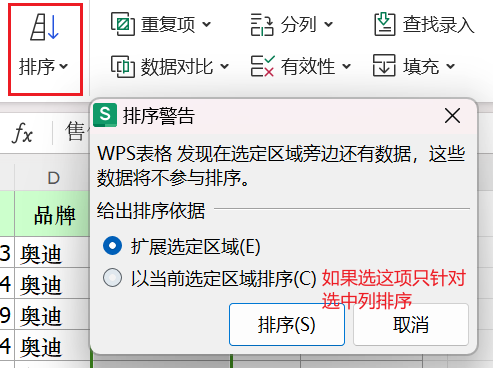 重复项 分列 查找录入
排序 数据对比 有效性 填充
fx 售
S 排序警告
WPS表格 发现在选定区域旁边还有数据，这些
数据将不参与排序。
给出排序依据
扩展选定区域(E)
以当前选定区域排序(C) 如果选这项只针对
选中列排序
排序(S) 取消
D
品牌
3 奥迪
4 奥迪
9 奥迪
4 奥迪